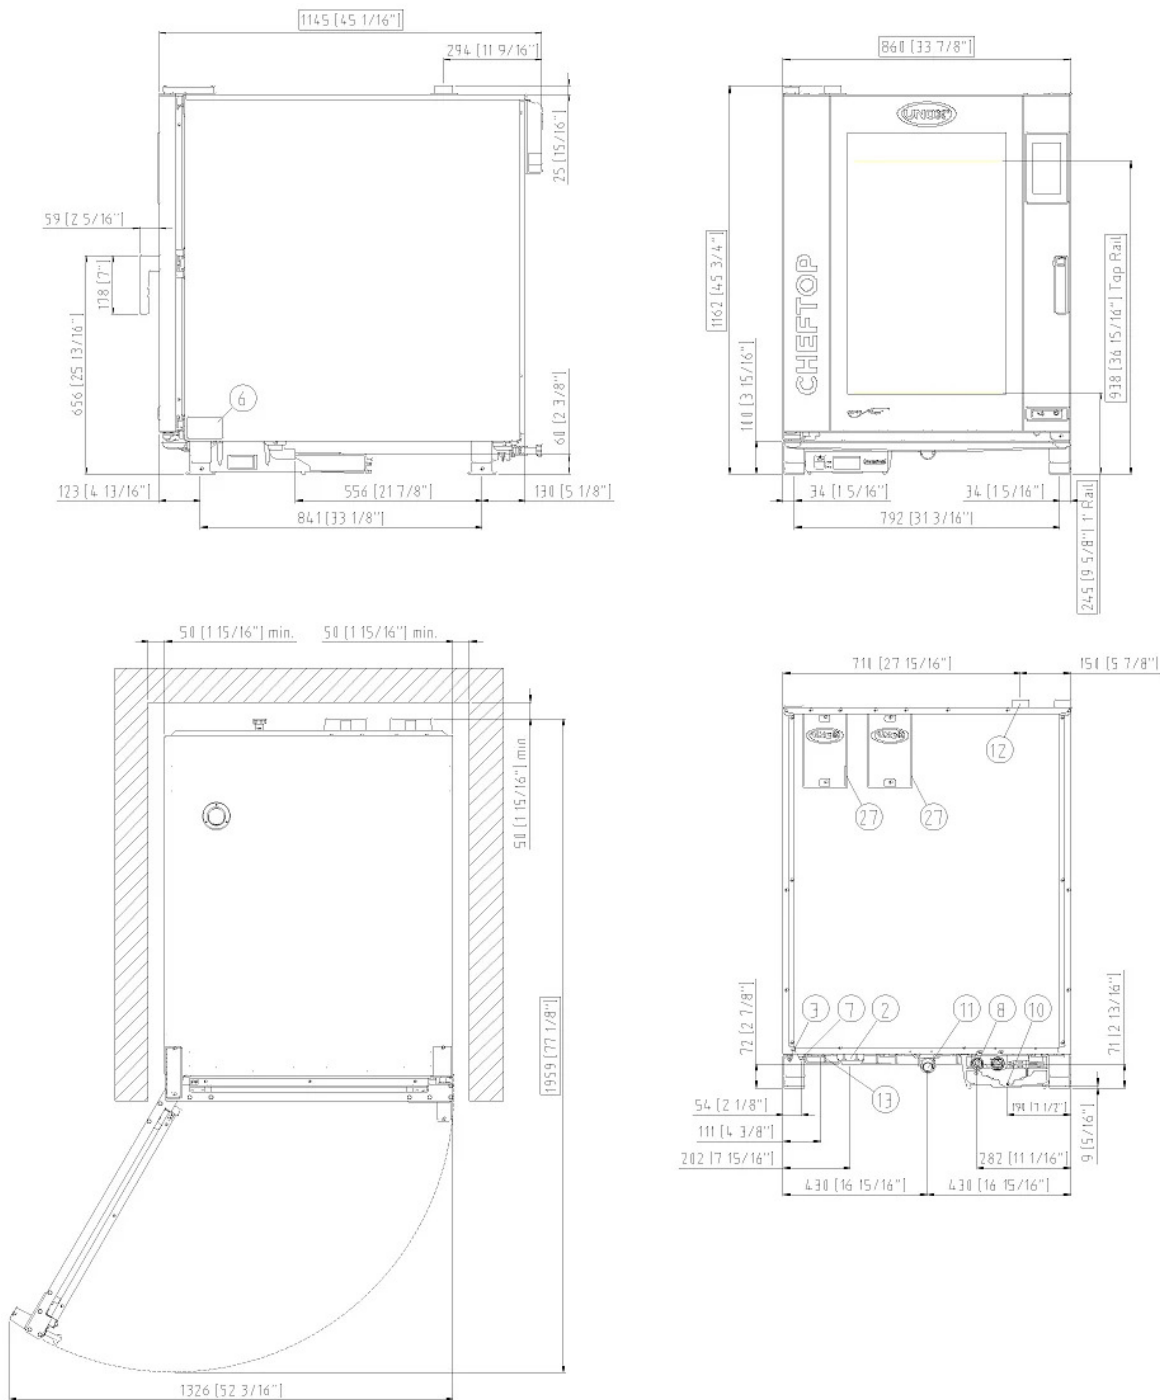 1145 [45 1/16"]
294 [11 9/16"]
25 [15/16"]
59 [2 5/16"]
178 [7"]
656 [25 13/16"]
6
60 [2 3/8"]
123 [4 13/16"]
556 [21 7/8"]
130 [5 1/8"]
841 [33 1/8"]
860 [33 7/8"]
UNOX
CHEFTOP
1162 [45 3/4"]
100 [3 15/16"]
938 [36 15/16"] Top Rail
34 [1 5/16"]
34 [1 5/16"]
792 [31 3/16"]
245 [9 5/8"] 1° Rail
50 [1 15/16"] min.
50 [1 15/16"] min.
50 [1 15/16"] min
1959 [77 1/8"]
1326 [52 3/16"]
710 [27 15/16"]
150 [5 7/8"]
12
UNOX
UNOX
27
27
3
7
2
11
8
10
72 [2 7/8"]
71 [2 13/16"]
13
54 [2 1/8"]
190 [7 1/2"]
9 [5/16"]
111 [4 3/8"]
202 [7 15/16"]
282 [11 1/16"]
430 [16 15/16"]
430 [16 15/16"]